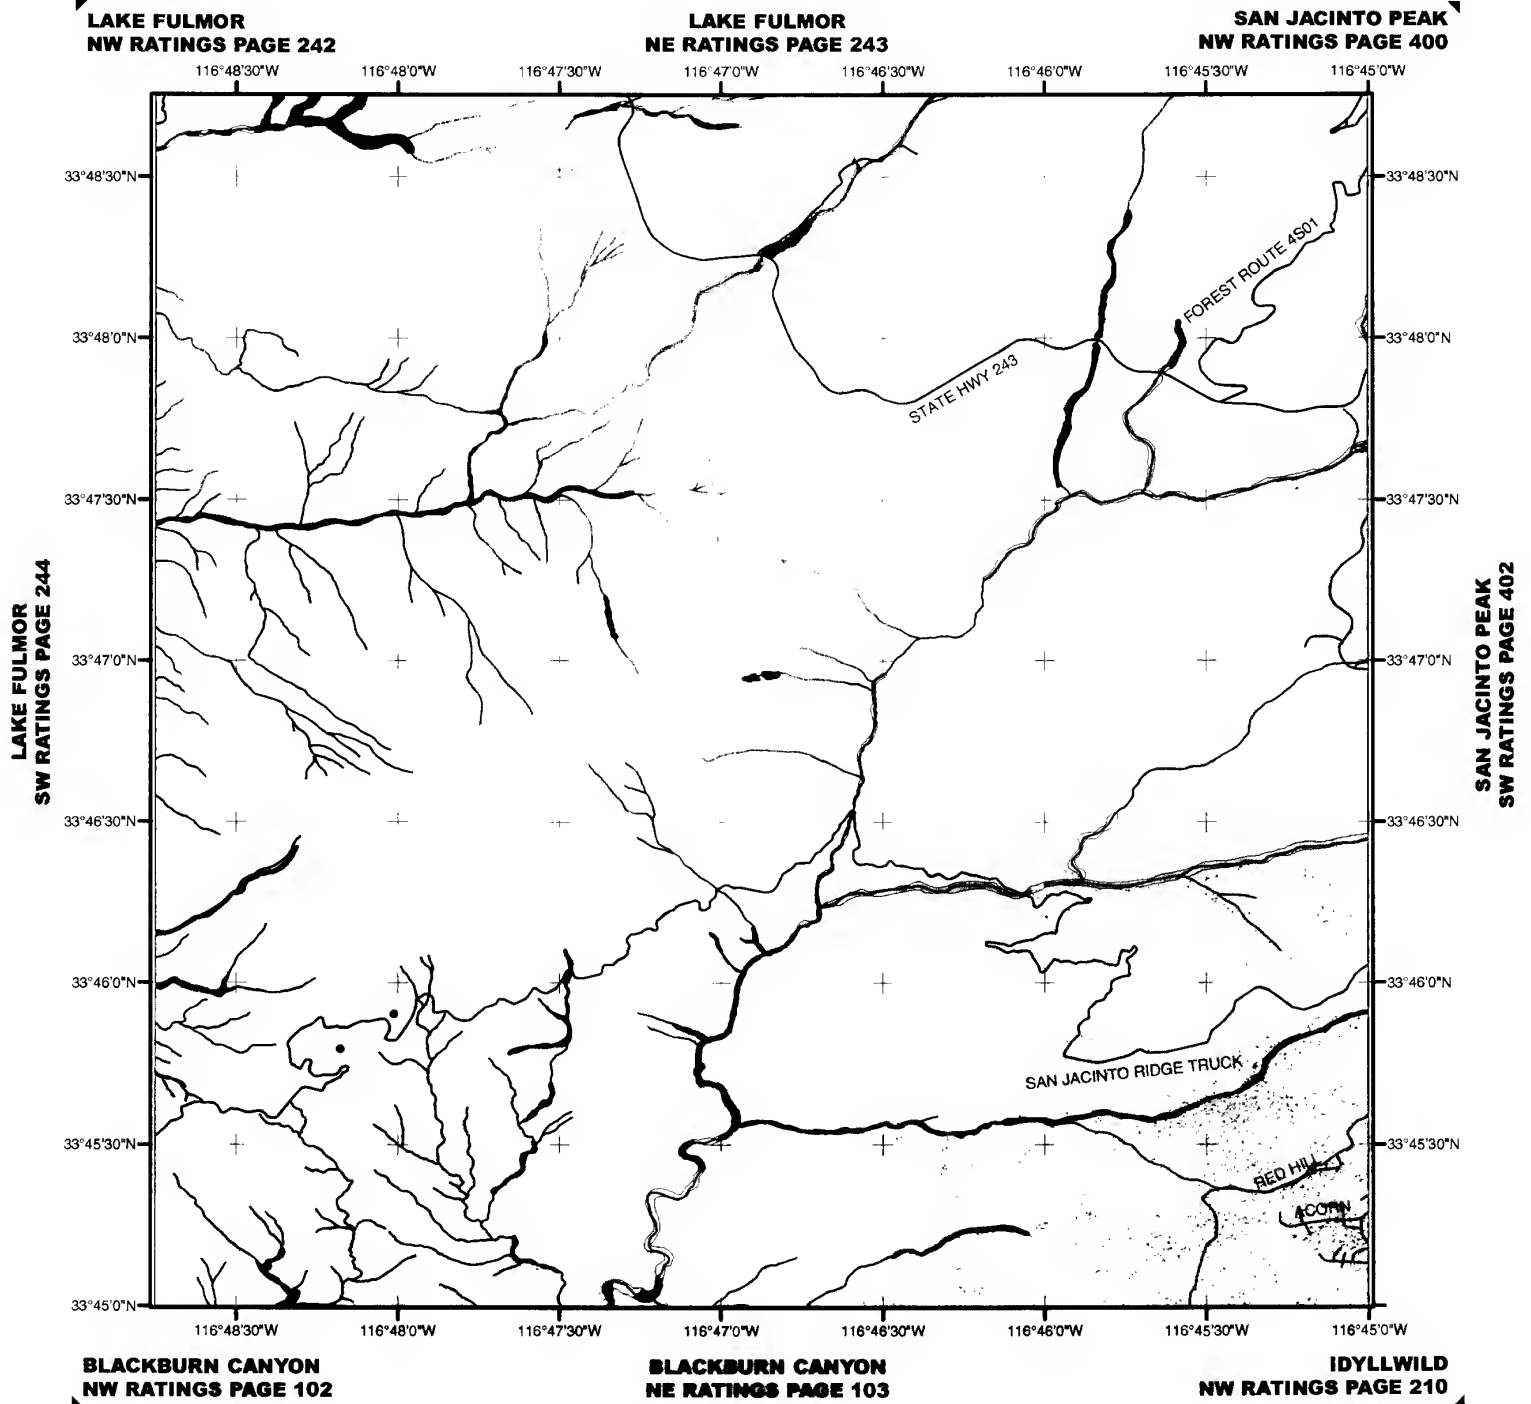 LAKE FULMOR
NW RATINGS PAGE 242
LAKE FULMOR
NE RATINGS PAGE 243
SAN JACINTO PEAK
NW RATINGS PAGE 400
116°48'30"W 116°48'0"W 116°47'30"W 116°47'0"W 116°46'30"W 116°46'0"W 116°45'30"W 116°45'0"W
33°48'30"N 33°48'30"N
FOREST ROUTE 4S01
33°48'0"N 33°48'0"N
STATE HWY 243
33°47'30"N 33°47'30"N
LAKE FULMOR
SW RATINGS PAGE 244
SAN JACINTO PEAK
SW RATINGS PAGE 402
33°47'0"N 33°47'0"N
33°46'30"N 33°46'30"N
33°46'0"N 33°46'0"N
SAN JACINTO RIDGE TRUCK
33°45'30"N 33°45'30"N
RED HILL
ACORN
33°45'0"N
116°48'30"W 116°48'0"W 116°47'30"W 116°47'0"W 116°46'30"W 116°46'0"W 116°45'30"W 116°45'0"W
BLACKBURN CANYON
NW RATINGS PAGE 102
BLACKBURN CANYON
NE RATINGS PAGE 103
IDYLLWILD
NW RATINGS PAGE 210